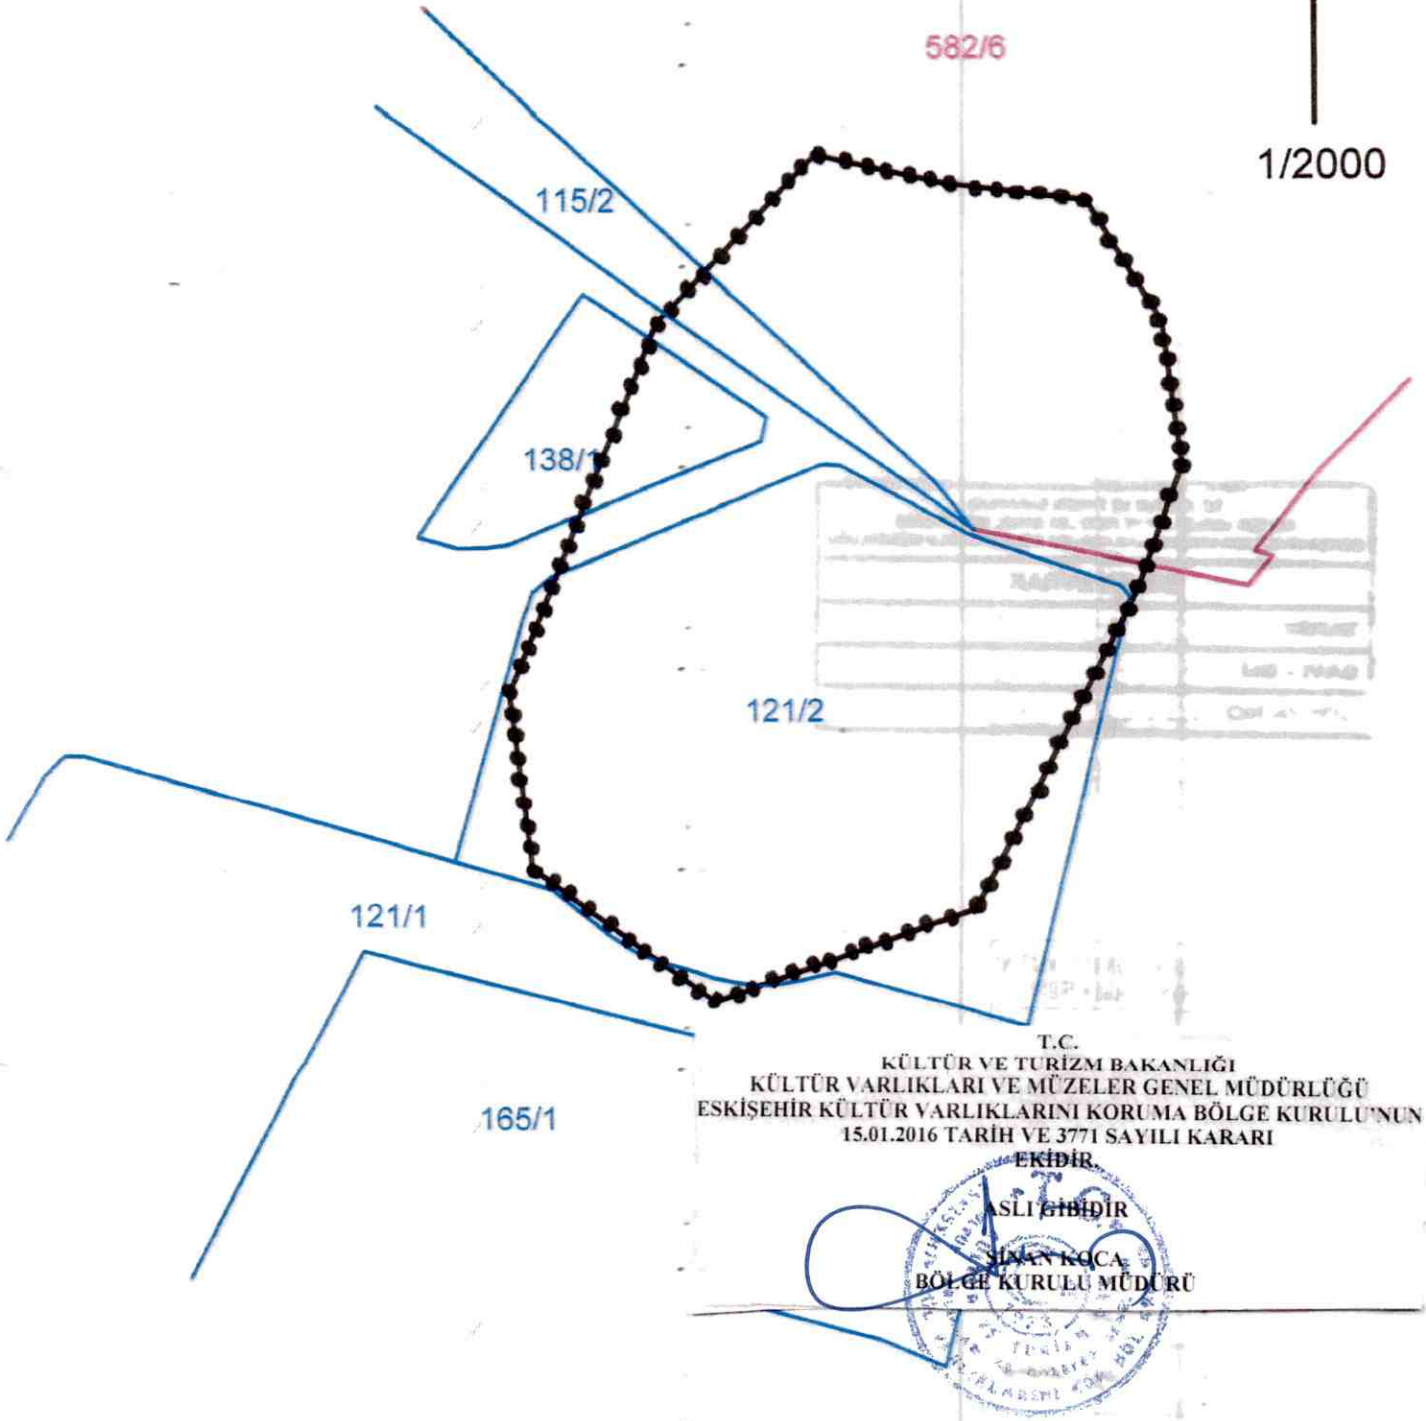 582/6
1/2000
115/2
138/1
121/2
121/1
165/1
T.C.
KÜLTÜR VE TURİZM BAKANLIĞI
KÜLTÜR VARLIKLARI VE MÜZELER GENEL MÜDÜRLÜĞÜ
ESKİŞEHİR KÜLTÜR VARLIKLARINI KORUMA BÖLGE KURULU'NUN
15.01.2016 TARİH VE 3771 SAYILI KARARI
EKİDİR.
ASLI GİBİDİR
SİNAN KOCA
BÖLGE KURULU MÜDÜRÜ
T.C.